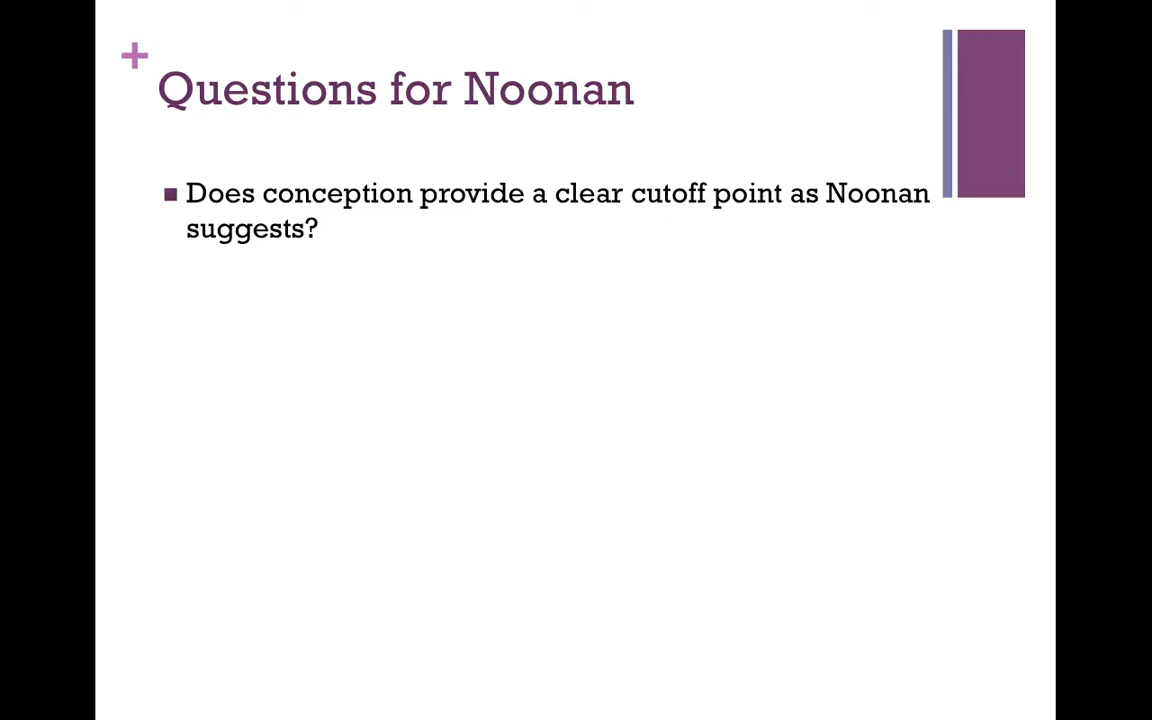 +
Questions for Noonan
Does conception provide a clear cutoff point as Noonan
suggests?